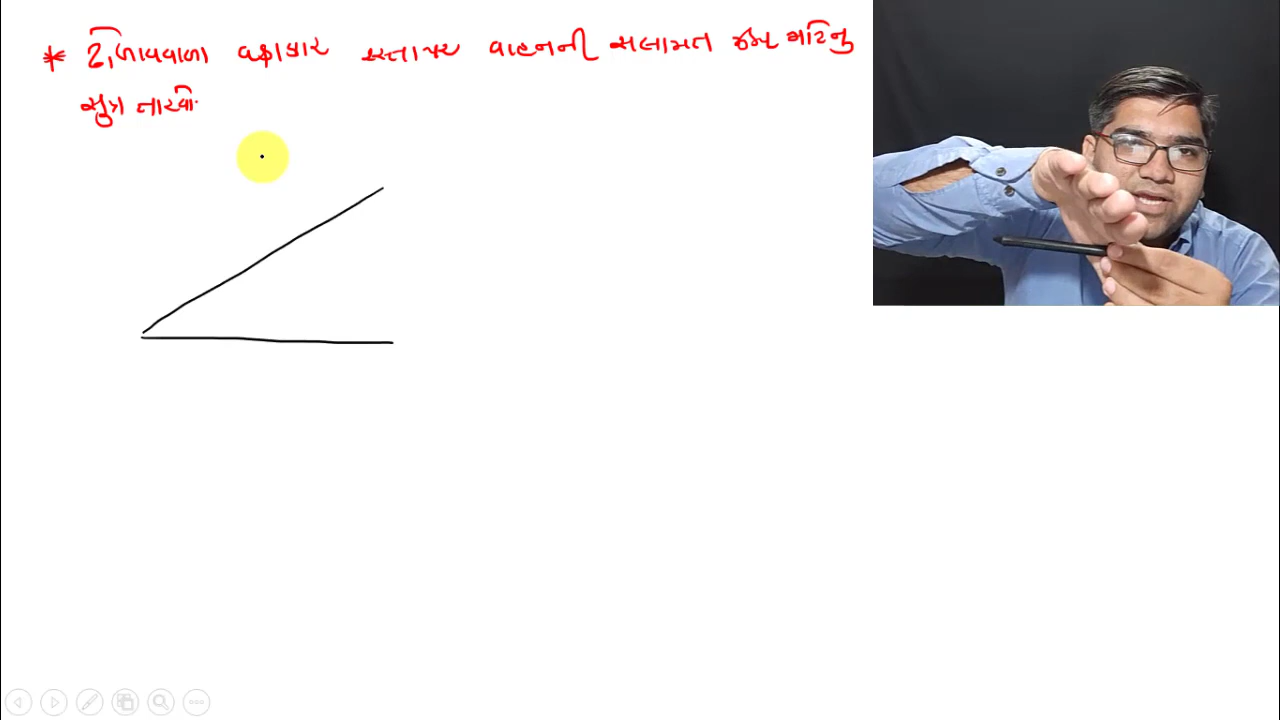 * ઢોળાવવાળા વક્રાકાર રસ્તા પર વાહનની સલામત ઝડપ માટેનુ
સુત્ર તારવો.